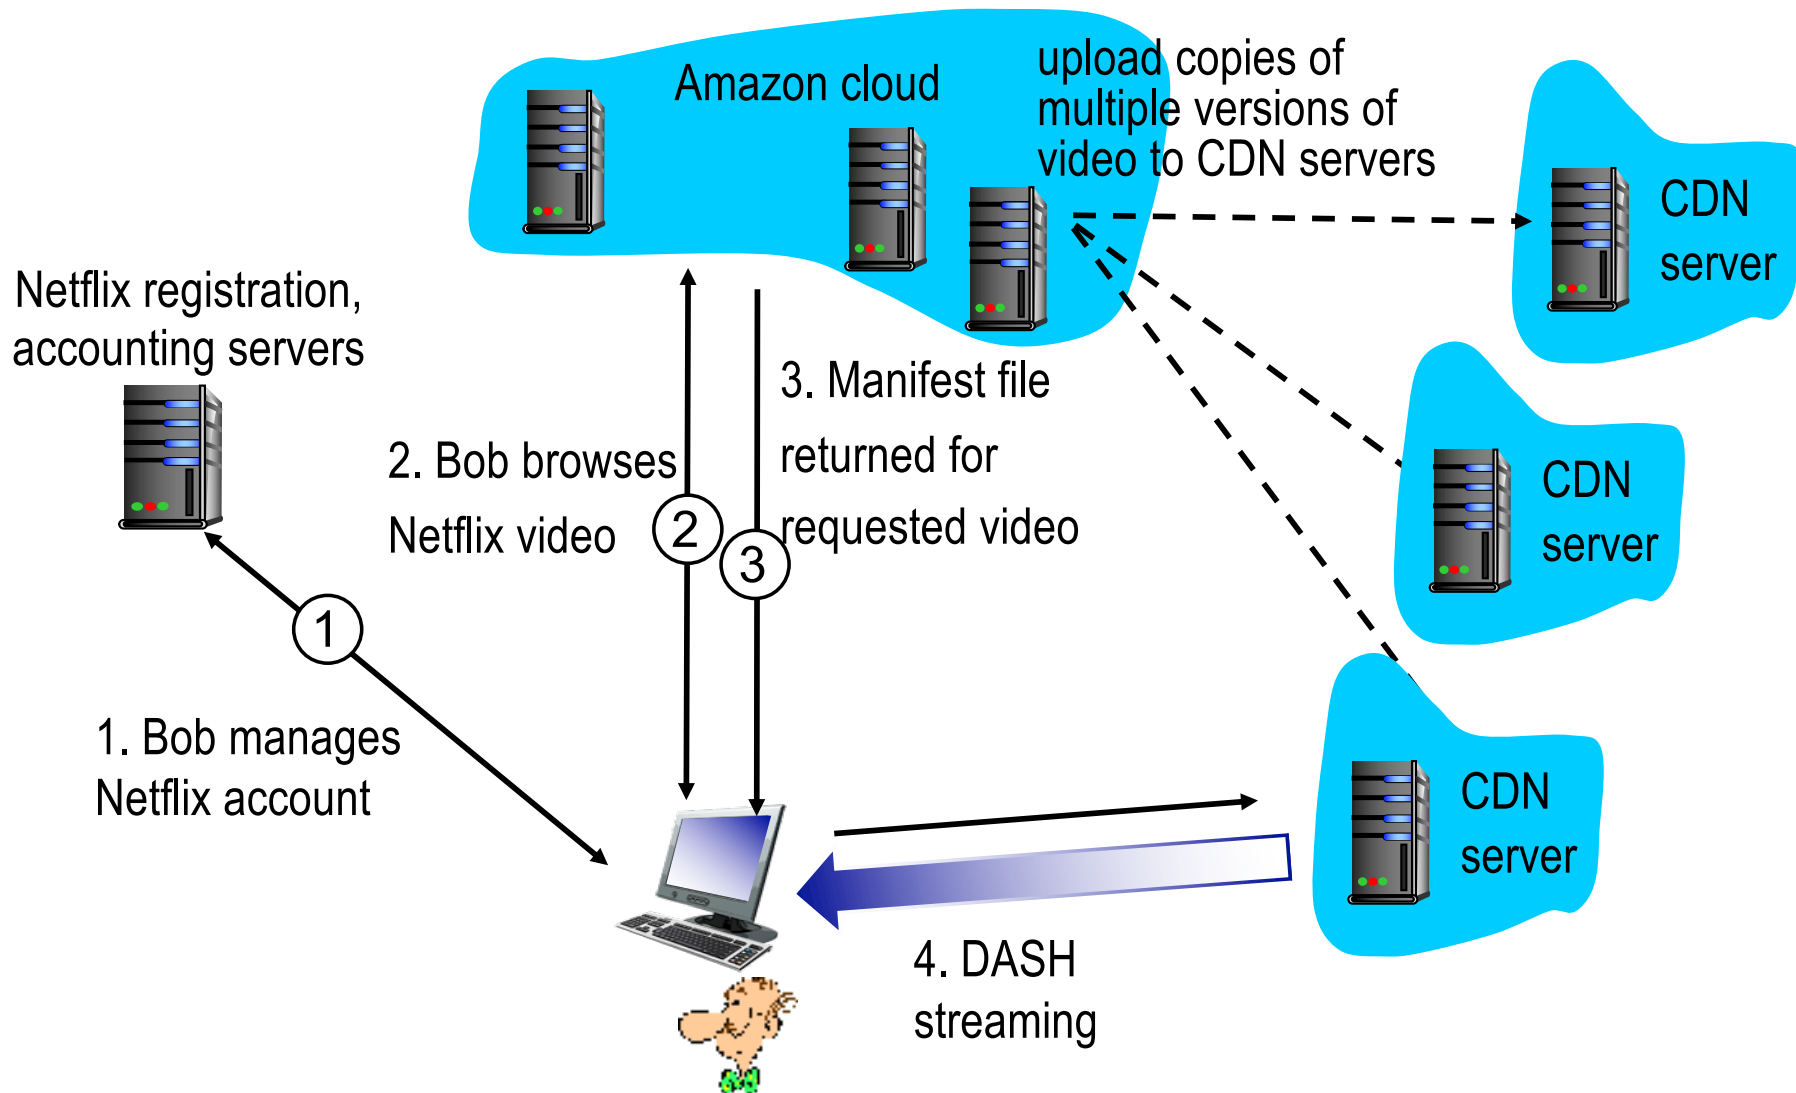 Amazon cloud
upload copies of
multiple versions of
video to CDN servers
CDN
server
Netflix registration,
accounting servers
3. Manifest file
returned for
requested video
2. Bob browses
Netflix video
2
3
CDN
server
1
1. Bob manages
Netflix account
CDN
server
4. DASH
streaming